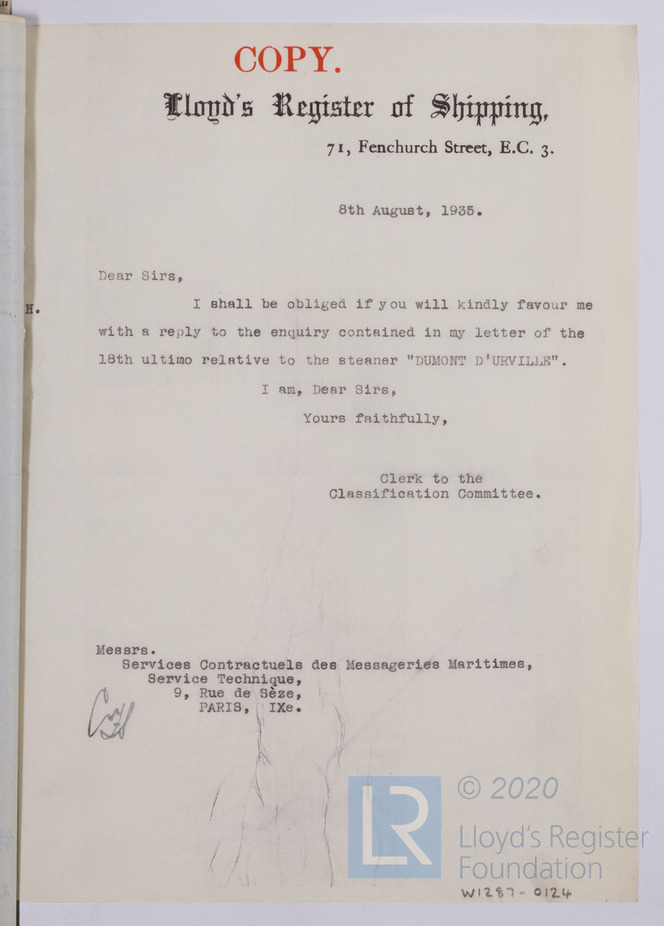 COPY.
Lloyd's Register of Shipping,
71, Fenchurch Street, E.C. 3.
8th August, 1935.
Dear Sirs,
H.
I shall be obliged if you will kindly favour me
with a reply to the enquiry contained in my letter of the
18th ultimo relative to the steaner "DUMONT D'URVILLE".
I am, Dear Sirs,
Yours faithfully,
Clerk to the
Classification Committee.
Messrs.
Services Contractuels des Messageries Maritimes,
Service Technique,
9, Rue de Sèze,
PARIS, IXe.
LR
© 2020
Lloyd's Register
Foundation
W1287-0124